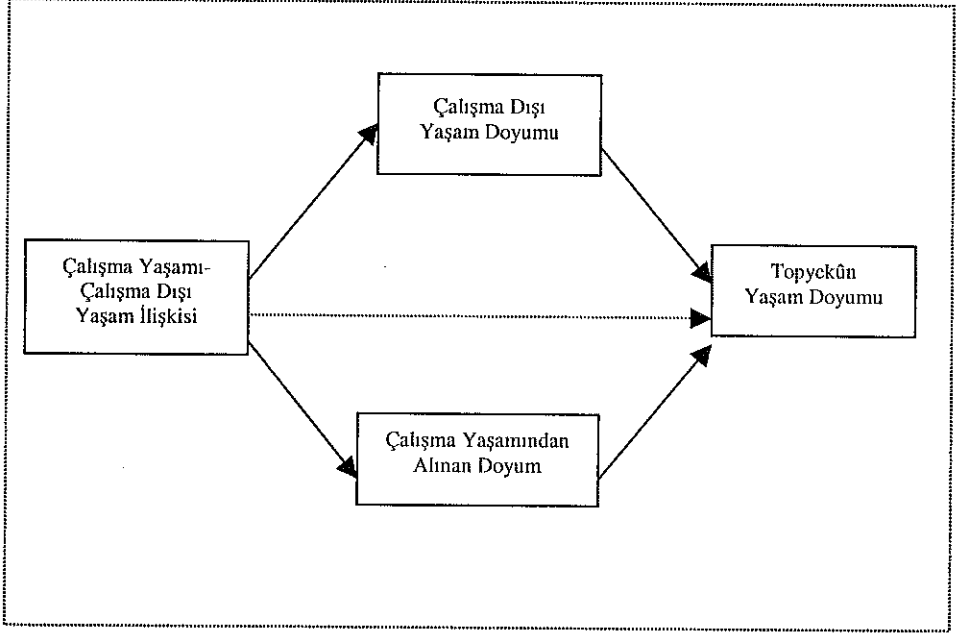 Çalışma Dışı
Yaşam Doyumu
Çalışma Yaşamı-
Çalışma Dışı
Yaşam İlişkisi
Topyekûn
Yaşam Doyumu
Çalışma Yaşamından
Alınan Doyum